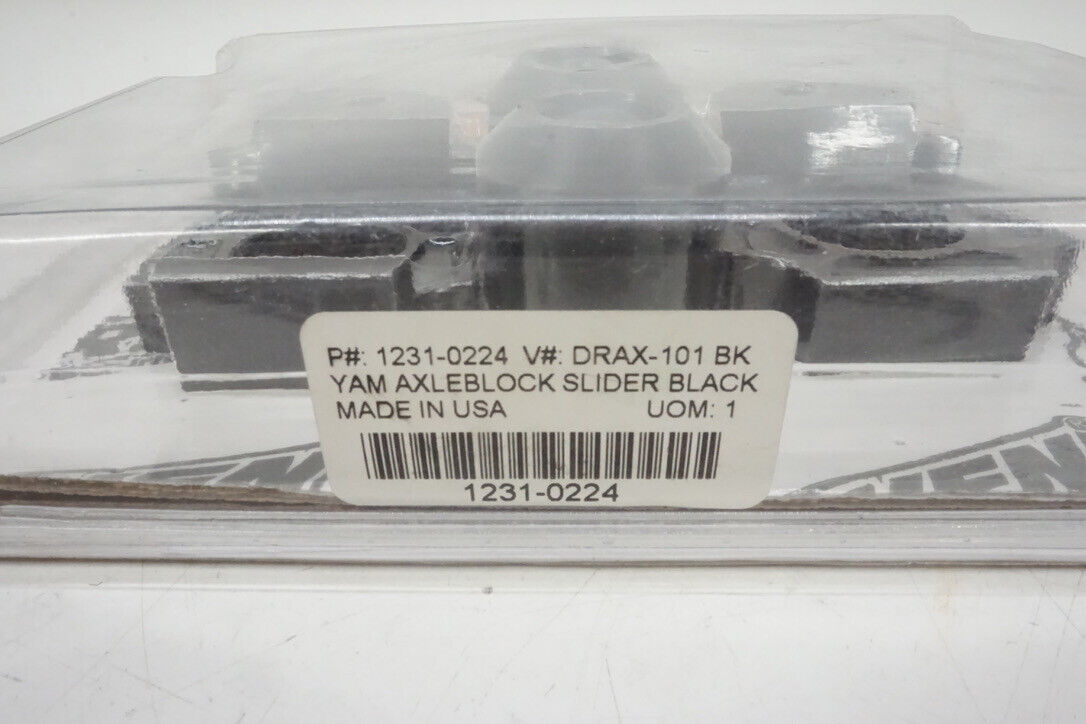 P#: 1231-0224 V#: DRAX-101 BK
YAM AXLEBLOCK SLIDER BLACK
MADE IN USA UOM: 1
1231-0224